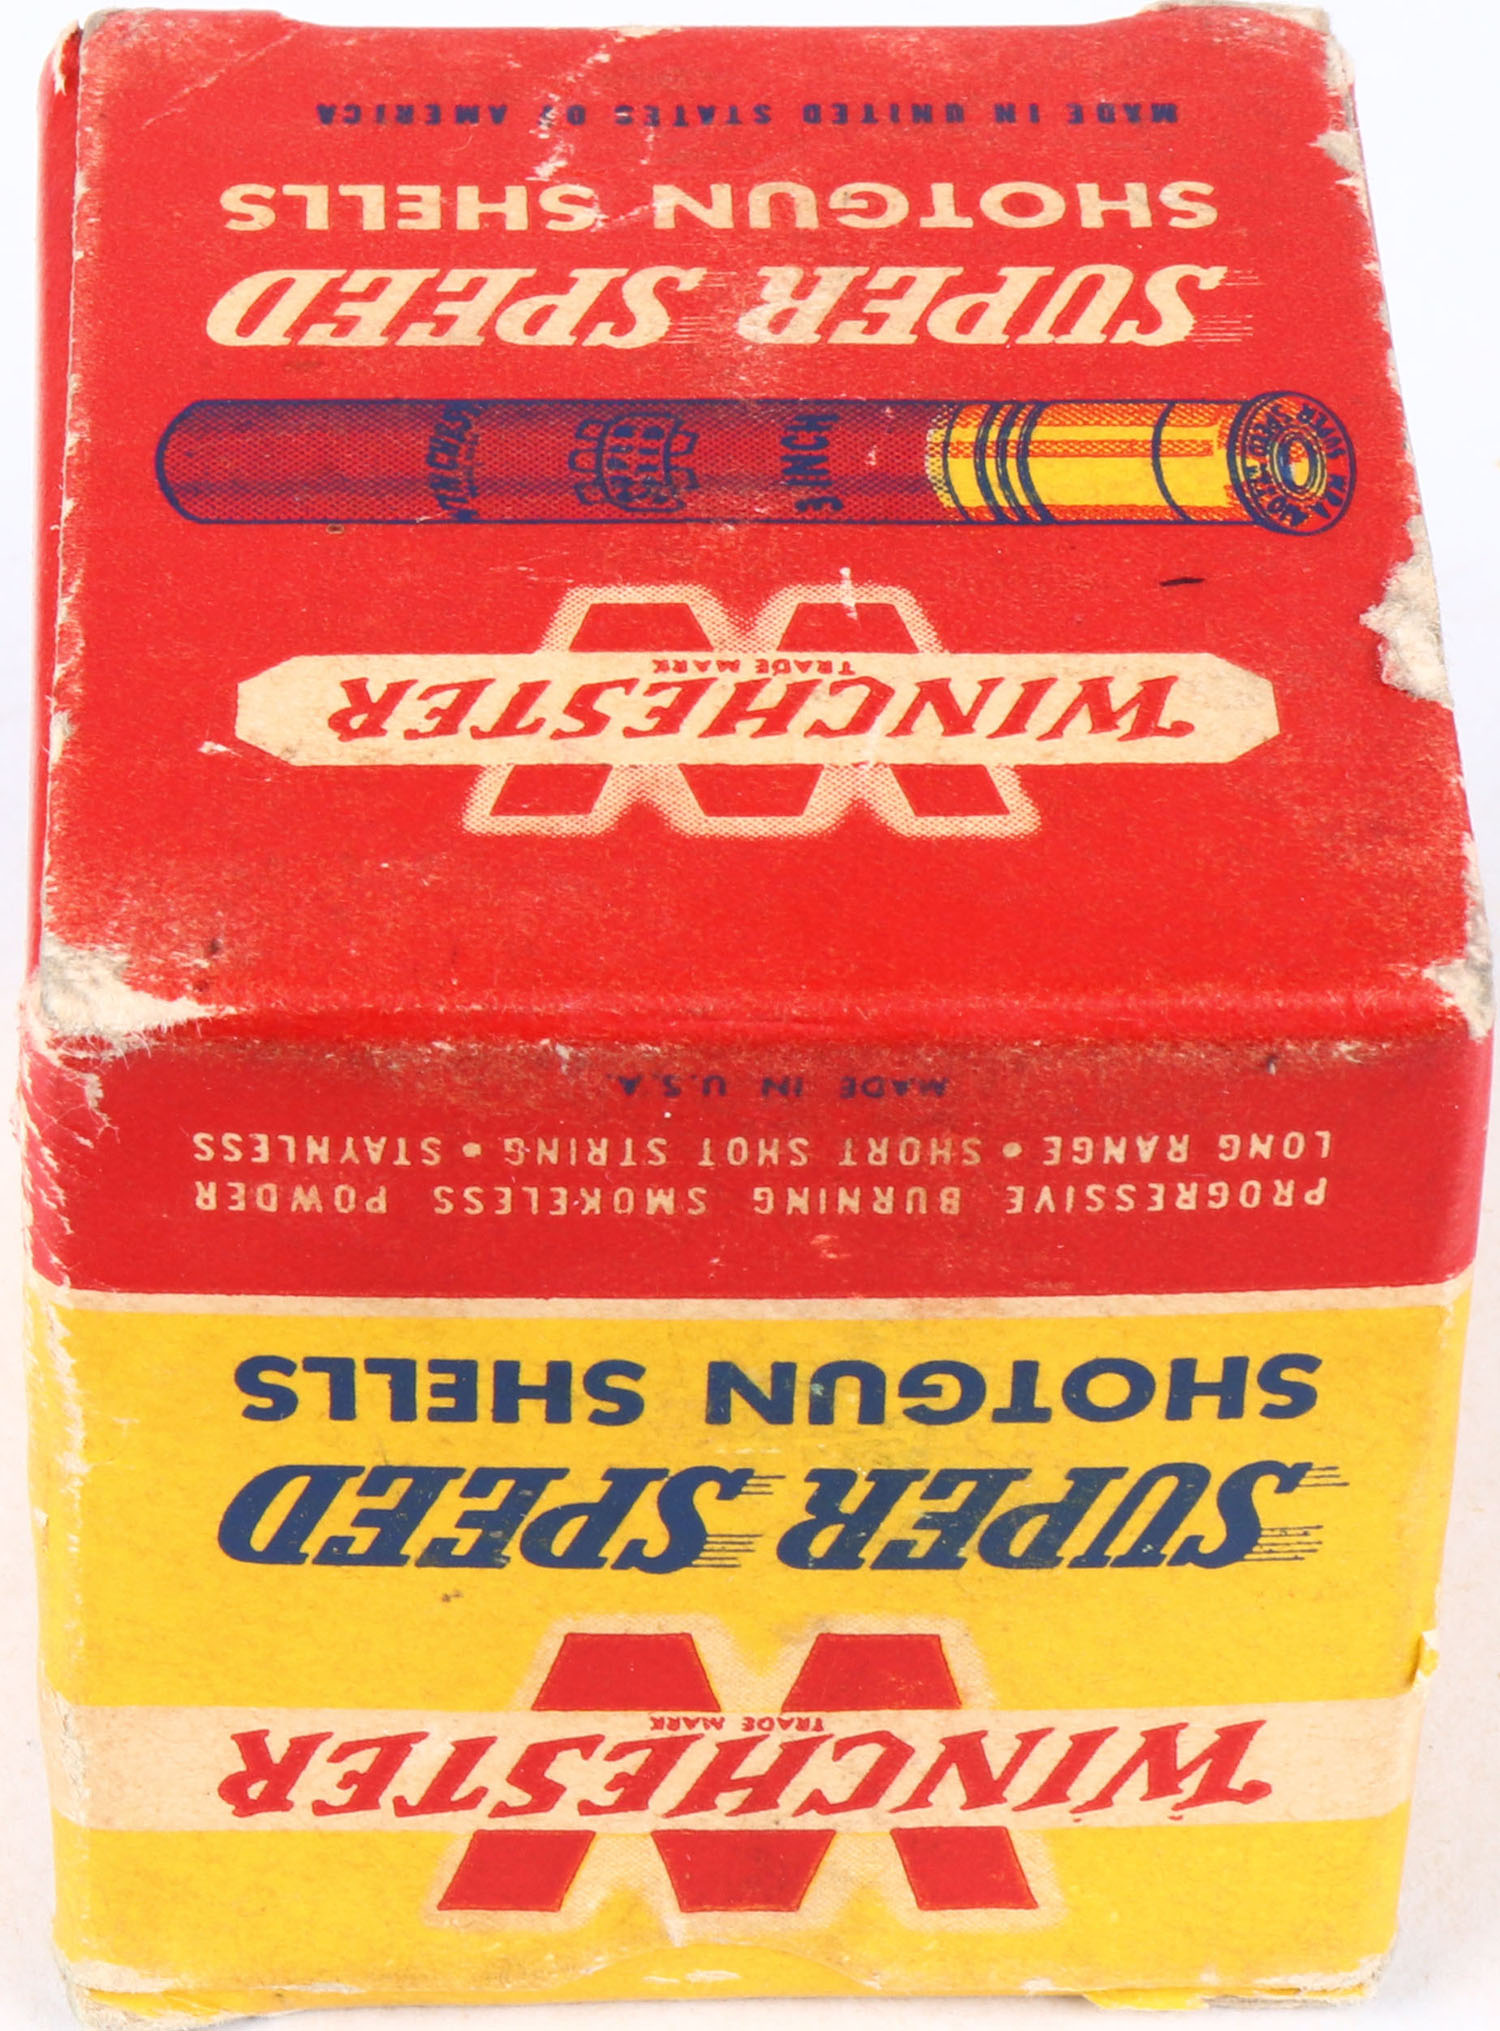 WINCHESTER
TRADE MARK
3 INCH
SUPER SPEED
SHOTGUN SHELLS
MADE IN UNITED STATES OF AMERICA
WINCHESTER
TRADE MARK
SUPER SPEED
SHOTGUN SHELLS
PROGRESSIVE BURNING SMOKELESS POWDER
LONG RANGE • SHORT SHOT STRING • STAYNLESS
MADE IN U.S.A.